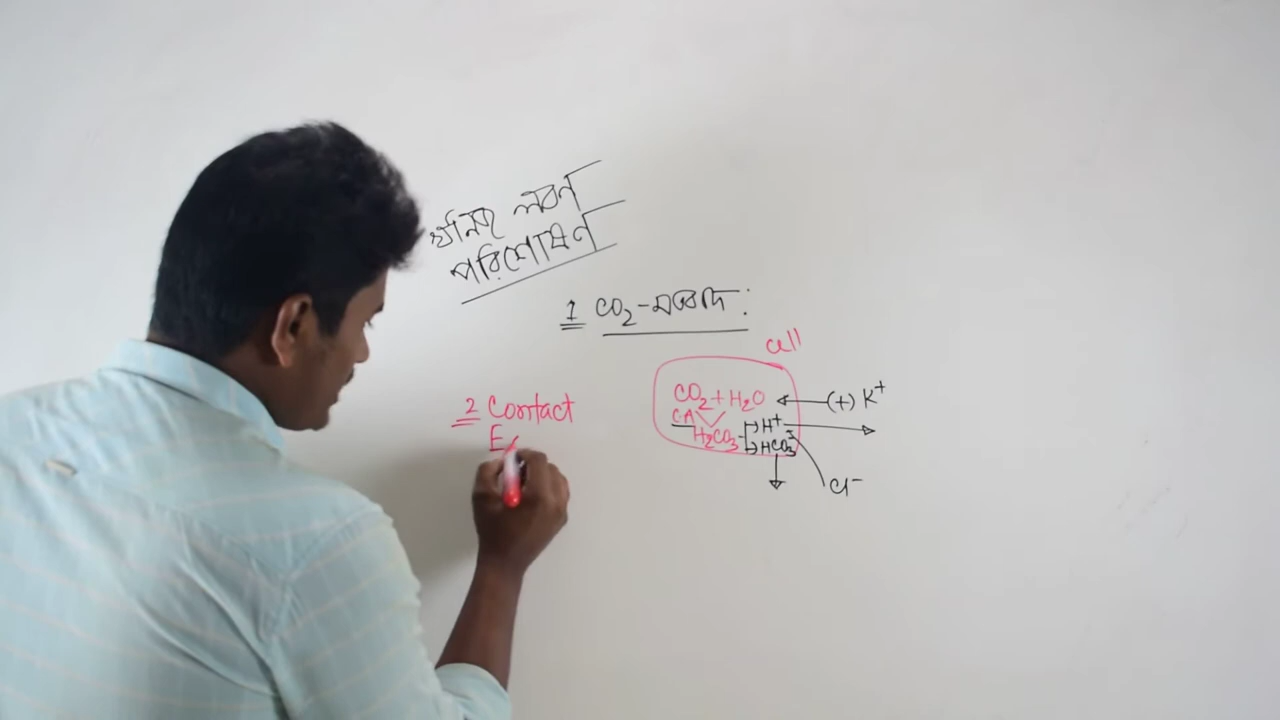 খনিজ লবণ
পরিশোষণ
1 CO₂-মতবাদ:
cell
CO₂ + H₂O
(+) K⁺
CA
H₂CO₃
H⁺
HCO₃⁻
Cl⁻
2 Contact
E